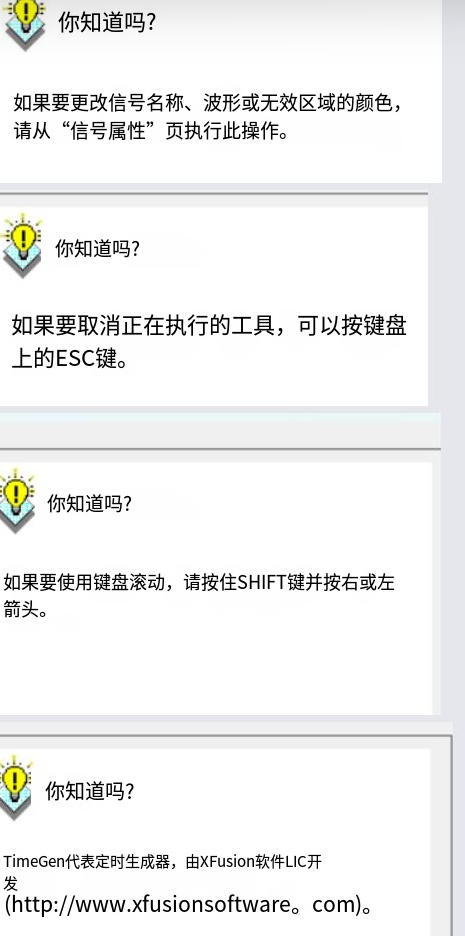 你知道吗?
如果要更改信号名称、波形或无效区域的颜色，
请从“信号属性”页执行此操作。
你知道吗?
如果要取消正在执行的工具，可以按键盘
上的ESC键。
你知道吗?
如果要使用键盘滚动，请按住SHIFT键并按右或左
箭头。
你知道吗?
TimeGen代表定时生成器，由XFusion软件LIC开
发
(http://www.xfusionsoftware。com)。